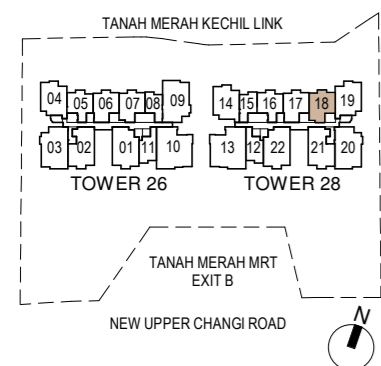 TANAH MERAH KECHIL LINK
04 05 06 07 08 09 14 15 16 17 18 19
03 02 01 11 10 13 12 22 21 20
TOWER 26 TOWER 28
TANAH MERAH MRT
EXIT B
NEW UPPER CHANGI ROAD
N